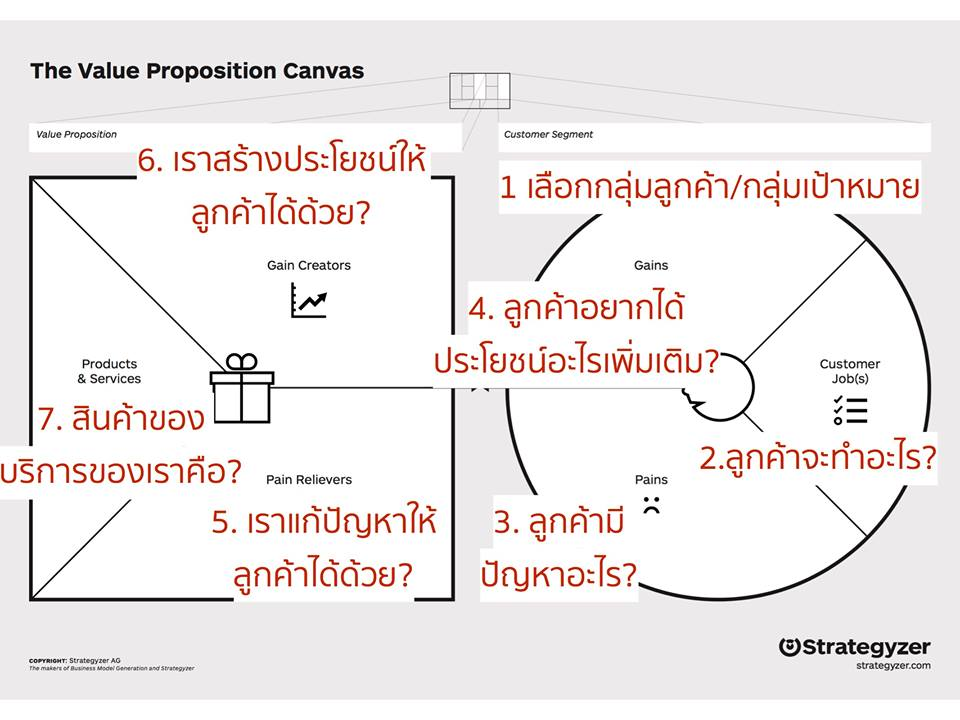 The Value Proposition Canvas
Value Proposition
Customer Segment
6. เราสร้างประโยชน์ให้
ลูกค้าได้ด้วย?
1 เลือกกลุ่มลูกค้า/กลุ่มเป้าหมาย
Gain Creators
Gains
4. ลูกค้าอยากได้
ประโยชน์อะไรเพิ่มเติม?
Products
& Services
Customer
Job(s)
7. สินค้าของ
บริการของเราคือ?
2.ลูกค้าจะทำอะไร?
Pain Relievers
Pains
5. เราแก้ปัญหาให้
ลูกค้าได้ด้วย?
3. ลูกค้ามี
ปัญหาอะไร?
COPYRIGHT: Strategyzer AG
The makers of Business Model Generation and Strategyzer
Strategyzer
strategyzer.com